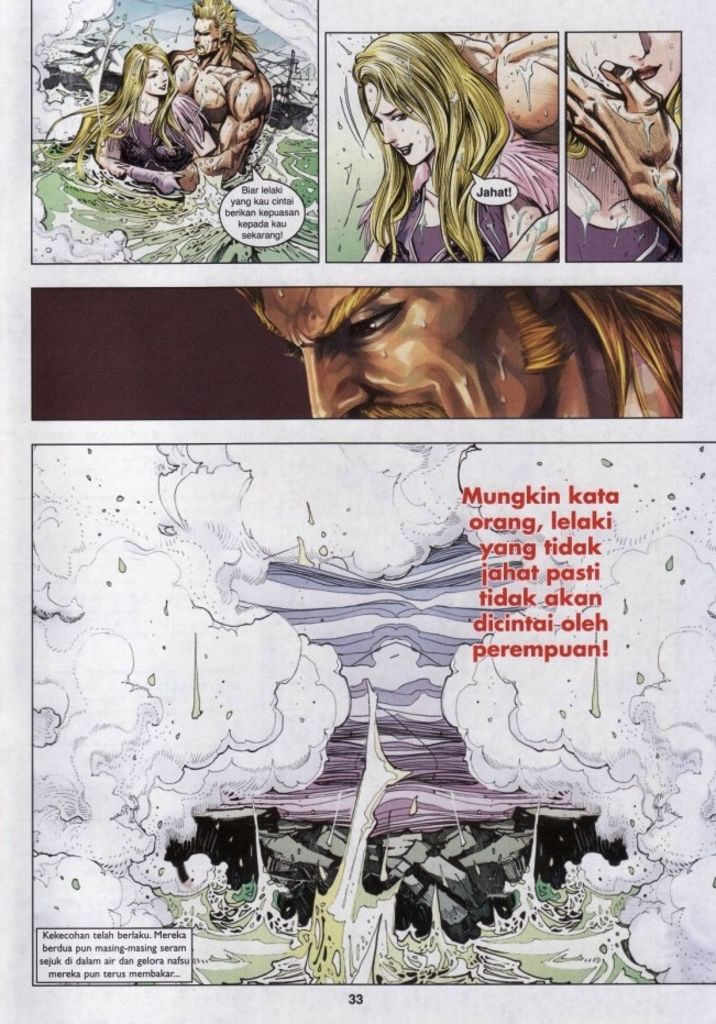 Biar lelaki
yang kau cintai
berikan kepuasan
kepada kau
sekarang!
Jahat!
Mungkin kata
orang, lelaki
yang tidak
jahat pasti
tidak akan
dicintai oleh
perempuan!
Kekecohan telah berlaku. Mereka
berdua pun masing-masing seram
sejuk di dalam air dan gelora nafsu
mereka pun terus membakar...
33